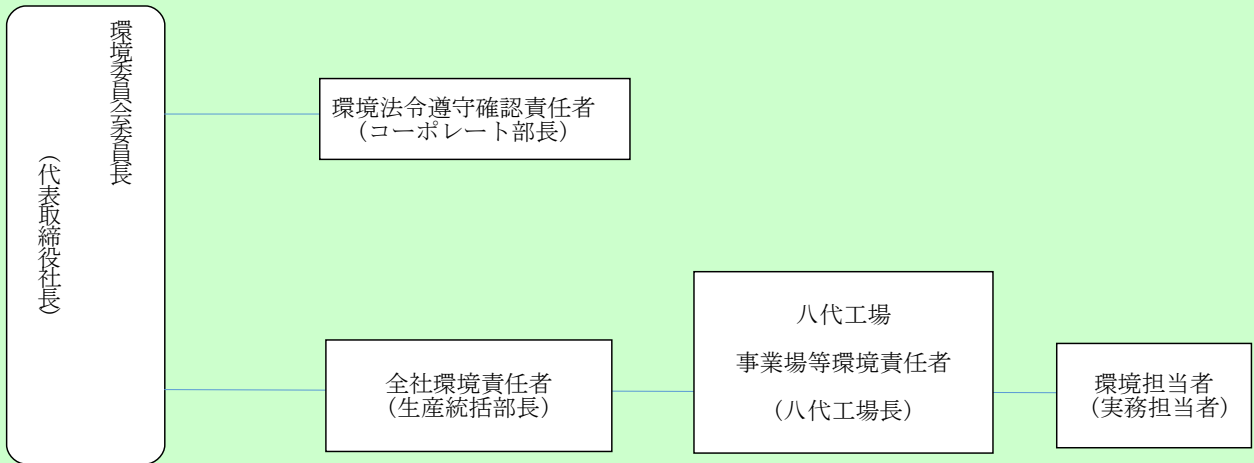 環境委員会委員長
（代表取締役社長）
環境法令遵守確認責任者
（コーポレート部長）
全社環境責任者
（生産統括部長）
八代工場
事業場等環境責任者
（八代工場長）
環境担当者
（実務担当者）